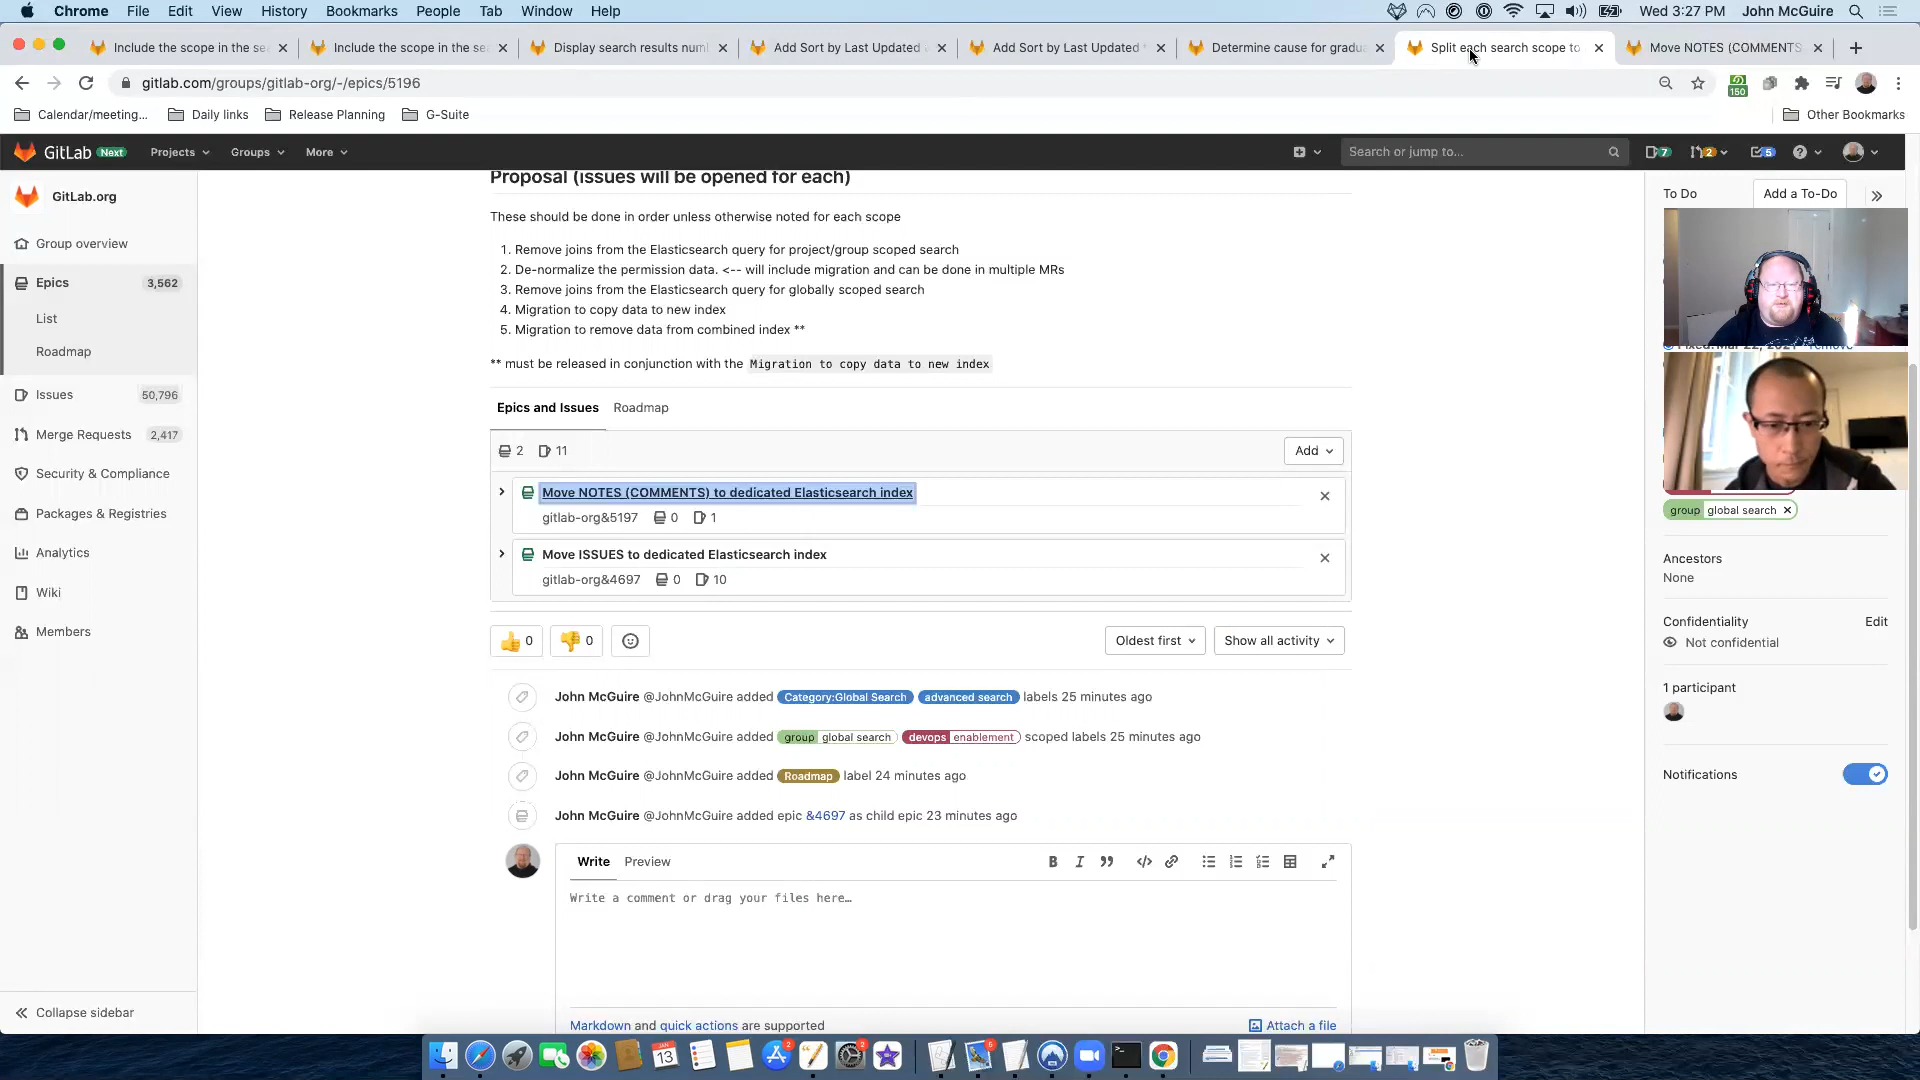 Chrome File Edit View History Bookmarks People Tab Window Help Wed 3:27 PM John McGuire
Include the scope in the se Include the scope in the se Display search results num Add Sort by Last Updated Add Sort by Last Updated Determine cause for gradu Split each search scope to Move NOTES (COMMENTS
gitlab.com/groups/gitlab-org/-/epics/5196 150
Calendar/meeting... Daily links Release Planning G-Suite Other Bookmarks
GitLab Next Projects Groups More Search or jump to... 7 2 5
GitLab.org
Group overview
Epics 3,562
List
Roadmap
Issues 50,796
Merge Requests 2,417
Security & Compliance
Packages & Registries
Analytics
Wiki
Members
Collapse sidebar
Proposal (issues will be opened for each)
These should be done in order unless otherwise noted for each scope
1. Remove joins from the Elasticsearch query for project/group scoped search
2. De-normalize the permission data. <-- will include migration and can be done in multiple MRs
3. Remove joins from the Elasticsearch query for globally scoped search
4. Migration to copy data to new index
5. Migration to remove data from combined index **
** must be released in conjunction with the Migration to copy data to new index
Epics and Issues Roadmap
2 11 Add
Move NOTES (COMMENTS) to dedicated Elasticsearch index
gitlab-org&5197 0 1
Move ISSUES to dedicated Elasticsearch index
gitlab-org&4697 0 10
0 0 Oldest first Show all activity
John McGuire @JohnMcGuire added Category:Global Search advanced search labels 25 minutes ago
John McGuire @JohnMcGuire added group global search devops enablement scoped labels 25 minutes ago
John McGuire @JohnMcGuire added Roadmap label 24 minutes ago
John McGuire @JohnMcGuire added epic &4697 as child epic 23 minutes ago
Write Preview
Write a comment or drag your files here…
Markdown and quick actions are supported Attach a file
To Do Add a To-Do
group global search
Ancestors
None
Confidentiality Edit
Not confidential
1 participant
Notifications
JAN
13
2
2
6